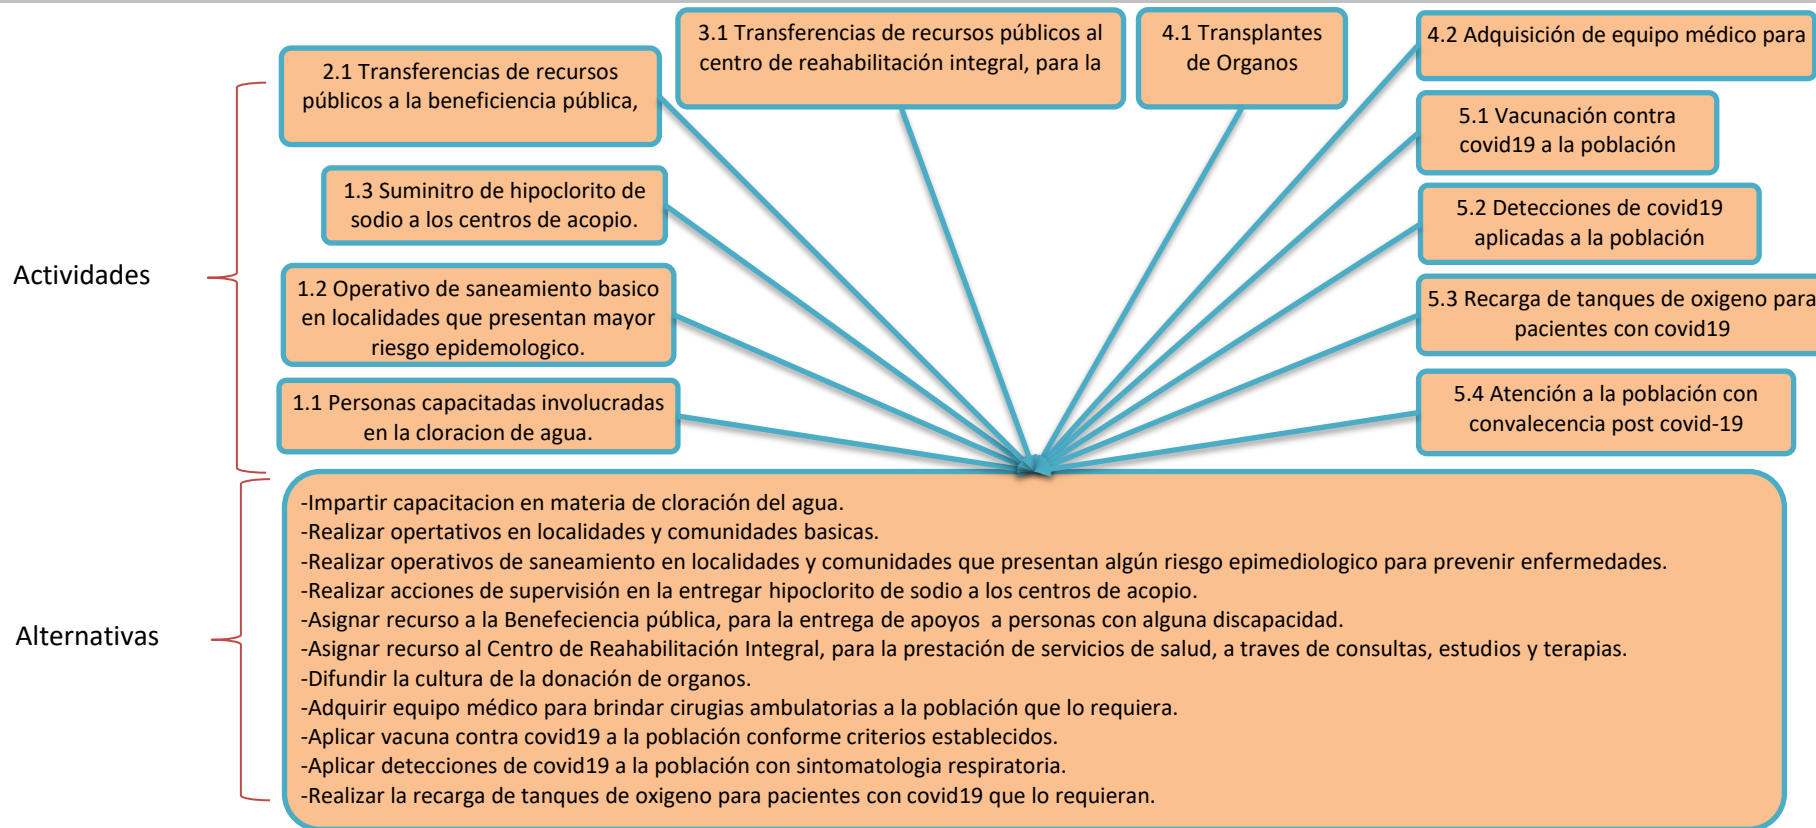 2.1 Transferencias de recursos
públicos a la beneficiencia pública,
3.1 Transferencias de recursos públicos al
centro de reahabilitación integral, para la
4.1 Transplantes
de Organos
4.2 Adquisición de equipo médico para
5.1 Vacunación contra
covid19 a la población
1.3 Suminitro de hipoclorito de
sodio a los centros de acopio.
5.2 Detecciones de covid19
aplicadas a la población
Actividades
1.2 Operativo de saneamiento basico
en localidades que presentan mayor
riesgo epidemologico.
5.3 Recarga de tanques de oxigeno para
pacientes con covid19
1.1 Personas capacitadas involucradas
en la cloracion de agua.
5.4 Atención a la población con
convalecencia post covid-19
Alternativas
-Impartir capacitacion en materia de cloración del agua.
-Realizar opertativos en localidades y comunidades basicas.
-Realizar operativos de saneamiento en localidades y comunidades que presentan algún riesgo epimediologico para prevenir enfermedades.
-Realizar acciones de supervisión en la entregar hipoclorito de sodio a los centros de acopio.
-Asignar recurso a la Benefeciencia pública, para la entrega de apoyos  a personas con alguna discapacidad.
-Asignar recurso al Centro de Reahabilitación Integral, para la prestación de servicios de salud, a traves de consultas, estudios y terapias.
-Difundir la cultura de la donación de organos.
-Adquirir equipo médico para brindar cirugias ambulatorias a la población que lo requiera.
-Aplicar vacuna contra covid19 a la población conforme criterios establecidos.
-Aplicar detecciones de covid19 a la población con sintomatologia respiratoria.
-Realizar la recarga de tanques de oxigeno para pacientes con covid19 que lo requieran.